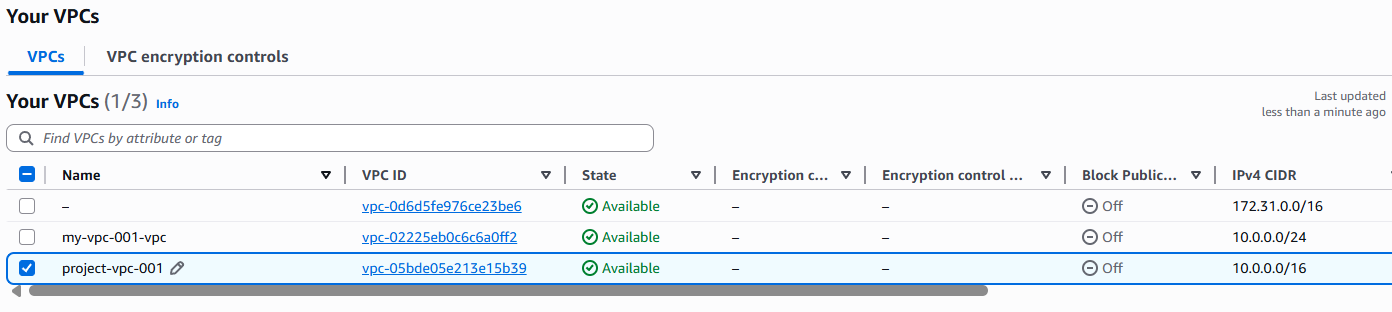 Your VPCs
VPCs VPC encryption controls
Your VPCs (1/3) Info
Last updated
less than a minute ago
Find VPCs by attribute or tag
Name VPC ID State Encryption c... Encryption control ... Block Public... IPv4 CIDR
– vpc-0d6d5fe976ce23be6 Available – – Off 172.31.0.0/16
my-vpc-001-vpc vpc-02225eb0c6c6a0ff2 Available – – Off 10.0.0.0/24
project-vpc-001 vpc-05bde05e213e15b39 Available – – Off 10.0.0.0/16